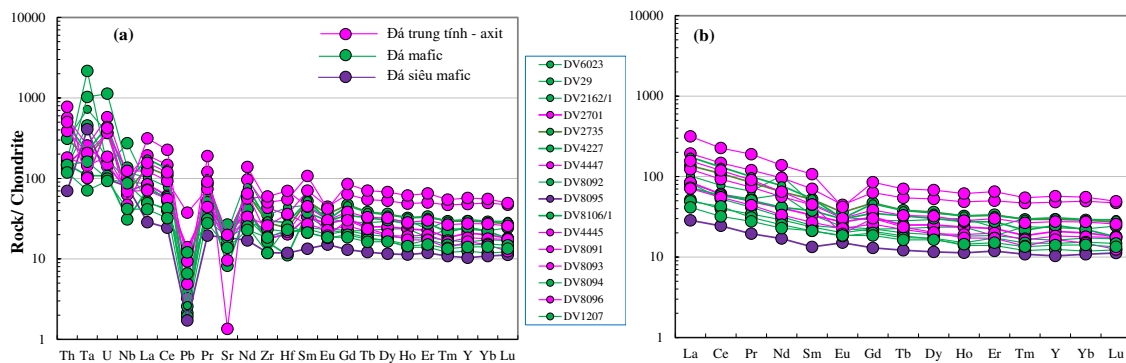 10000
1000
100
10
1
Rock/ Chondrite
(a)
Đá trung tính - axit
Đá mafic
Đá siêu mafic
Th Ta U Nb La Ce Pb Pr Sr Nd Zr Hf Sm Eu Gd Tb Dy Ho Er Tm Y Yb Lu
DV6023
DV29
DV2162/1
DV2701
DV2735
DV4227
DV4447
DV8092
DV8095
DV8106/1
DV4445
DV8091
DV8093
DV8094
DV8096
DV1207
10000
1000
100
10
1
(b)
La Ce Pr Nd Sm Eu Gd Tb Dy Ho Er Tm Y Yb Lu